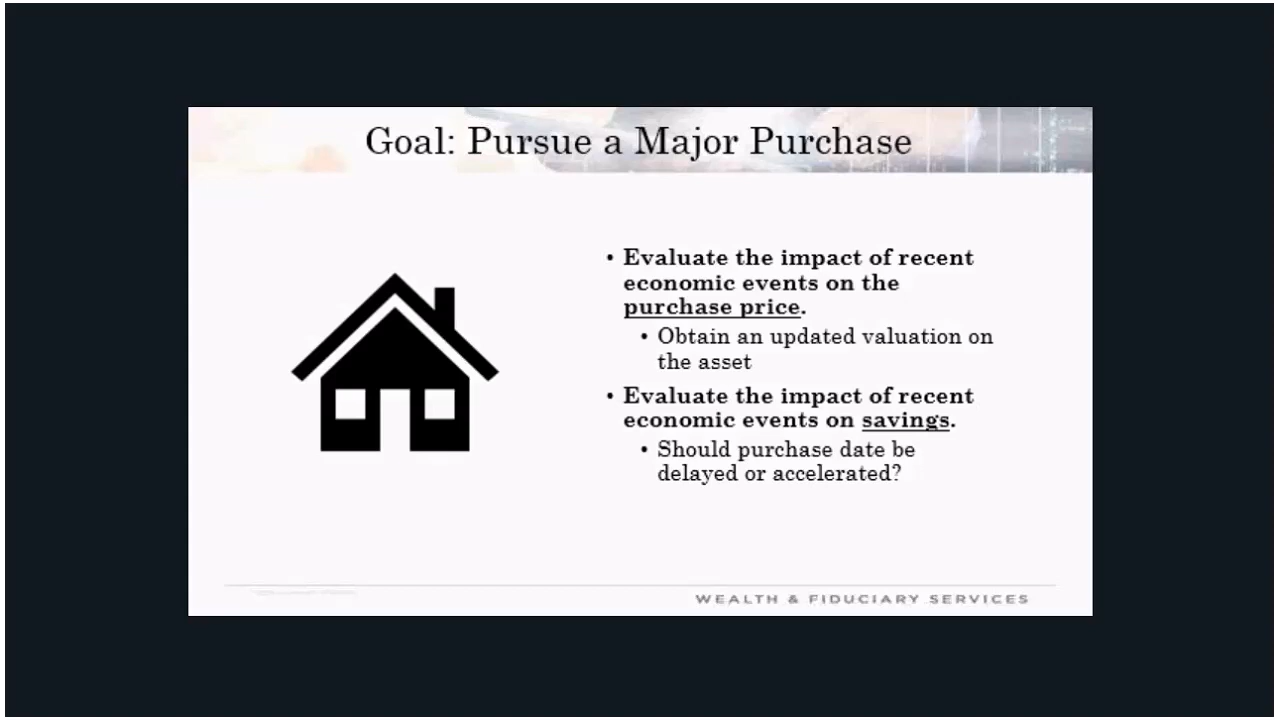 Goal: Pursue a Major Purchase
• Evaluate the impact of recent
economic events on the
purchase price.
• Obtain an updated valuation on
the asset
• Evaluate the impact of recent
economic events on savings.
• Should purchase date be
delayed or accelerated?
WEALTH & FIDUCIARY SERVICES